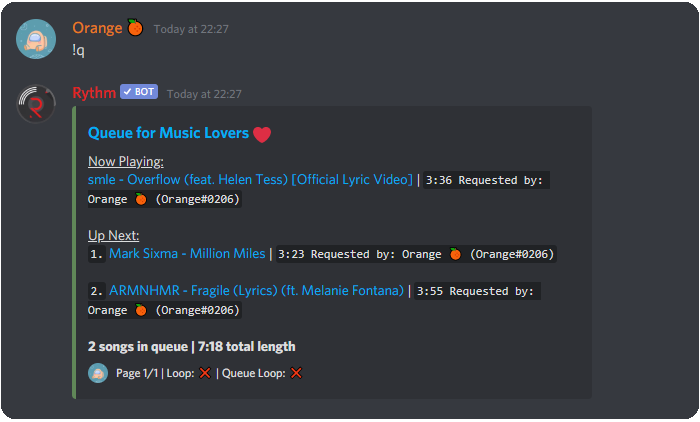 Orange 🍊 Today at 22:27
!q
Rythm ✓ BOT Today at 22:27
Queue for Music Lovers ❤️
Now Playing:
smle - Overflow (feat. Helen Tess) [Official Lyric Video] | 3:36 Requested by:
Orange 🍊 (Orange#0206)
Up Next:
1. Mark Sixma - Million Miles | 3:23 Requested by: Orange 🍊 (Orange#0206)
2. ARMNHMR - Fragile (Lyrics) (ft. Melanie Fontana) | 3:55 Requested by:
Orange 🍊 (Orange#0206)
2 songs in queue | 7:18 total length
Page 1/1 | Loop: ❌ | Queue Loop: ❌